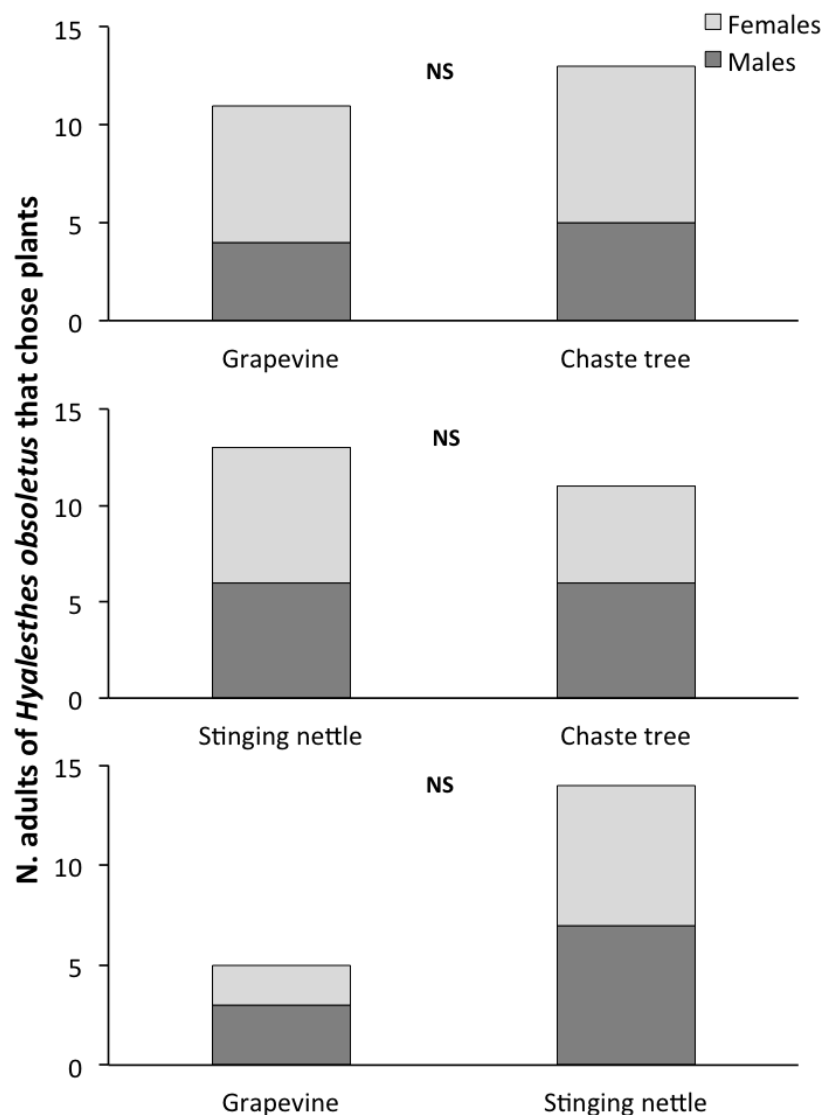 N. adults of Hyalesthes obsoletus that chose plants
Females
Males
15
10
5
0
NS
Grapevine
Chaste tree
15
10
5
0
NS
Stinging nettle
Chaste tree
15
10
5
0
NS
Grapevine
Stinging nettle